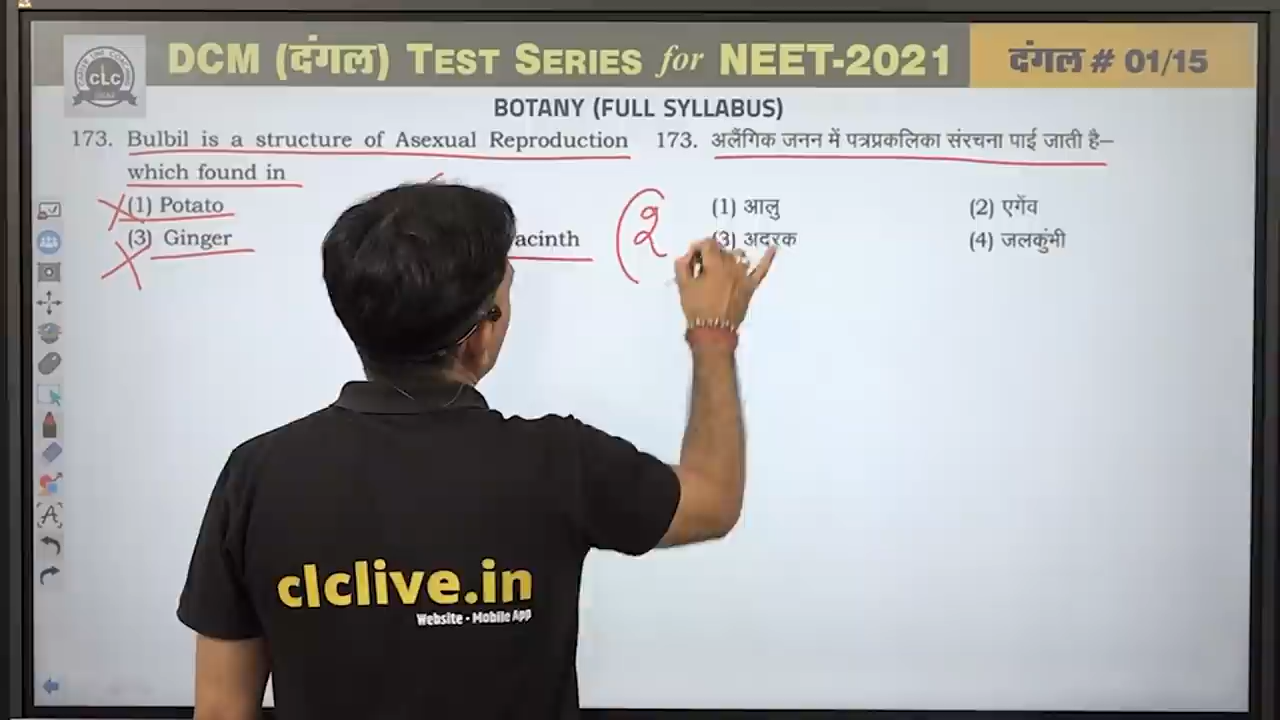 DCM (दंगल) TEST SERIES for NEET-2021
दंगल # 01/15
CLC
BOTANY (FULL SYLLABUS)
173. Bulbil is a structure of Asexual Reproduction
which found in
(1) Potato
(3) Ginger
173. अलैंगिक जनन में पत्रप्रकलिका संरचना पाई जाती है–
(1) आलु
(2) एगेंव
(3) अदरक
(4) जलकुंभी
(2
clclive.in
Website • Mobile App